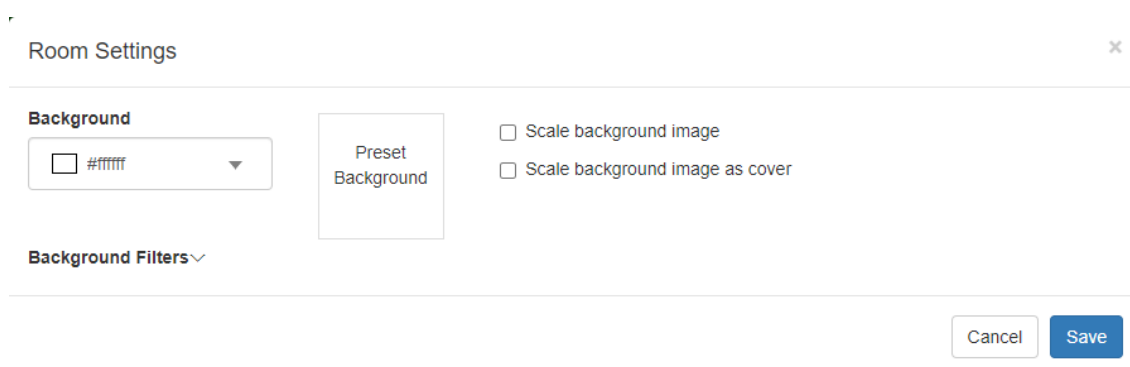 Room Settings
×
Background
#ffffff
Preset
Background
Scale background image
Scale background image as cover
Background Filters
Cancel
Save